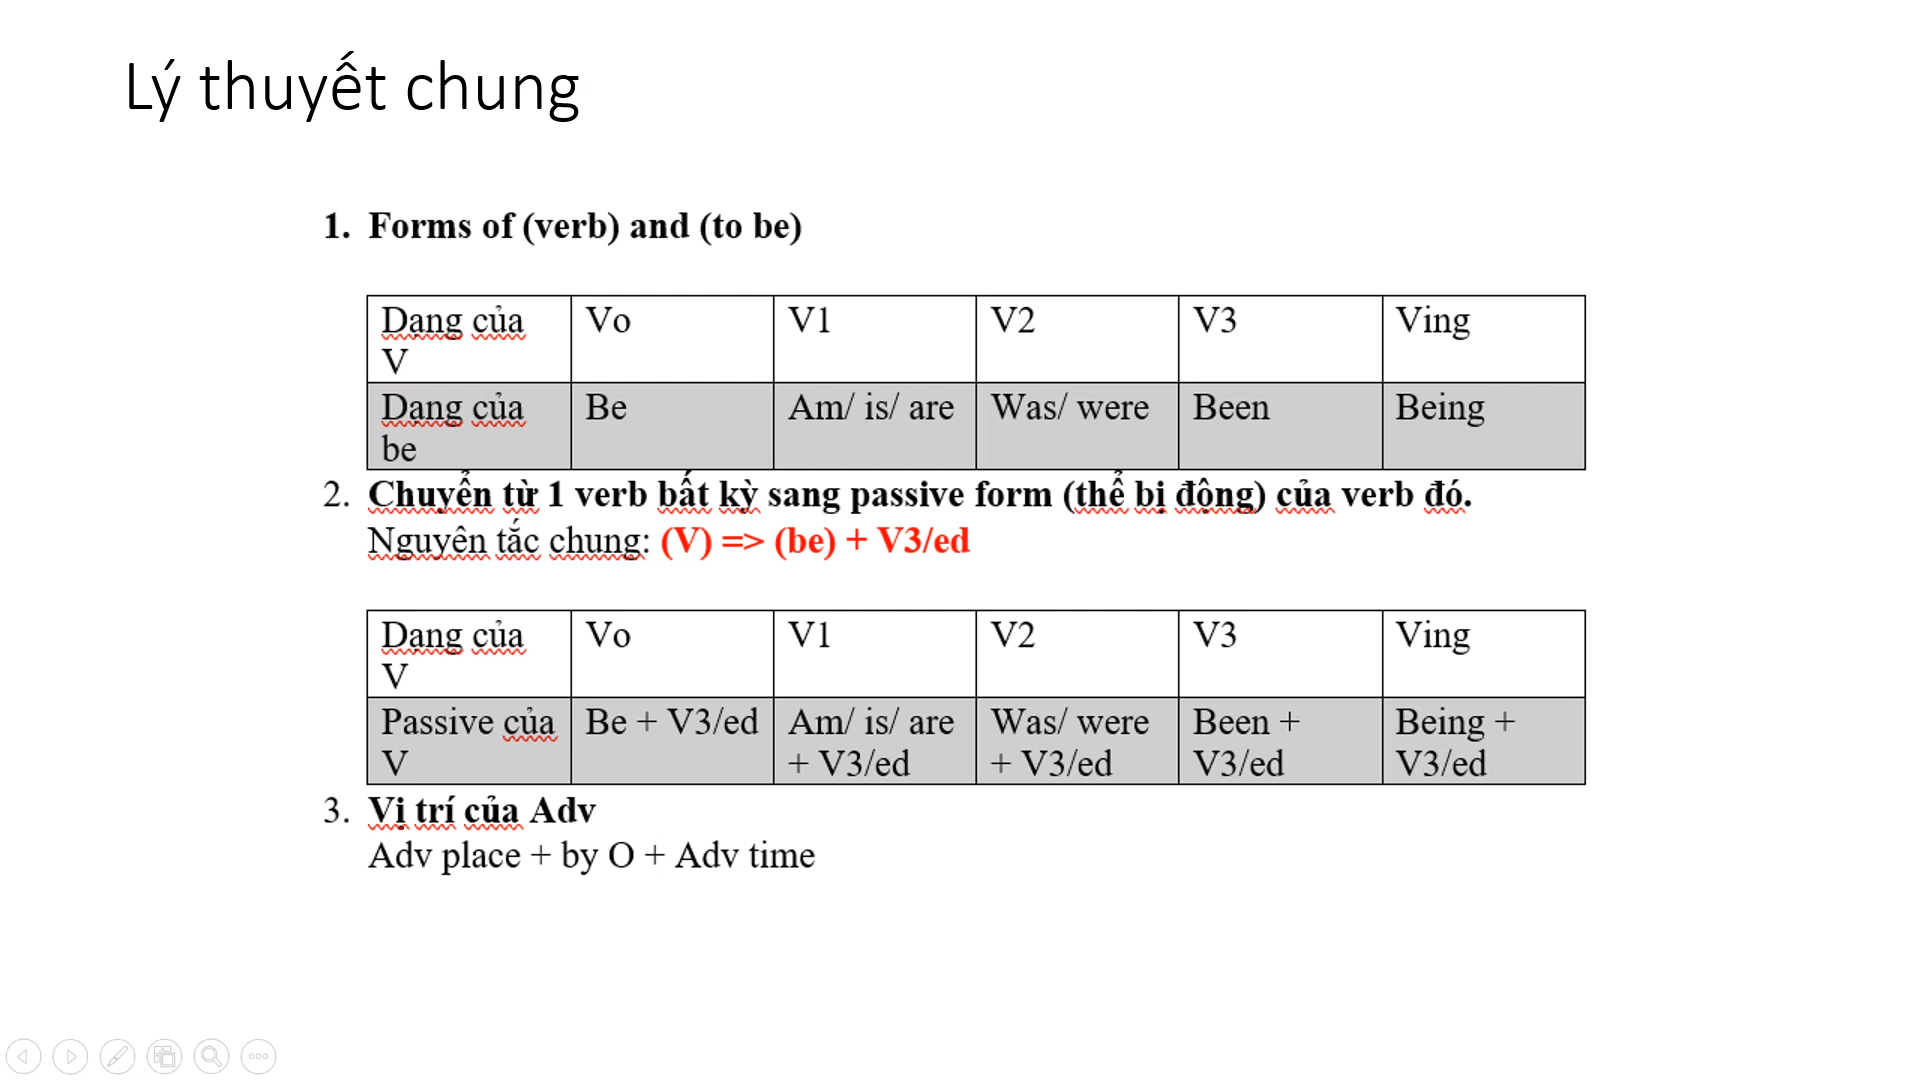 Lý thuyết chung
1. Forms of (verb) and (to be)
Dạng của Vo V1 V2 V3 Ving
V
Dạng của Be Am/ is/ are Was/ were Been Being
be
2. Chuyển từ 1 verb bất kỳ sang passive form (thể bị động) của verb đó.
Nguyên tắc chung: (V) => (be) + V3/ed
Dạng của Vo V1 V2 V3 Ving
V
Passive của Be + V3/ed Am/ is/ are Was/ were Been + Being +
V + V3/ed + V3/ed V3/ed V3/ed
3. Vị trí của Adv
Adv place + by O + Adv time